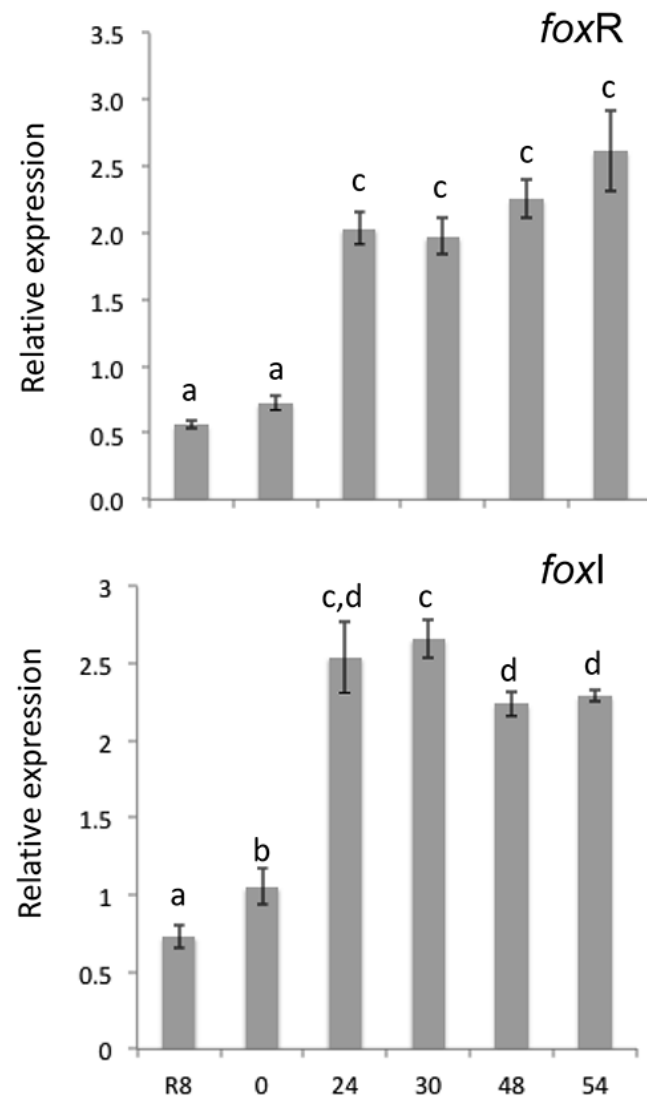 foxR
3.5
3.0
2.5
2.0
1.5
1.0
0.5
0.0
Relative expression
a
a
c
c
c
c
foxI
3
2.5
2
1.5
1
0.5
0
Relative expression
a
b
c,d
c
d
d
R8 0 24 30 48 54